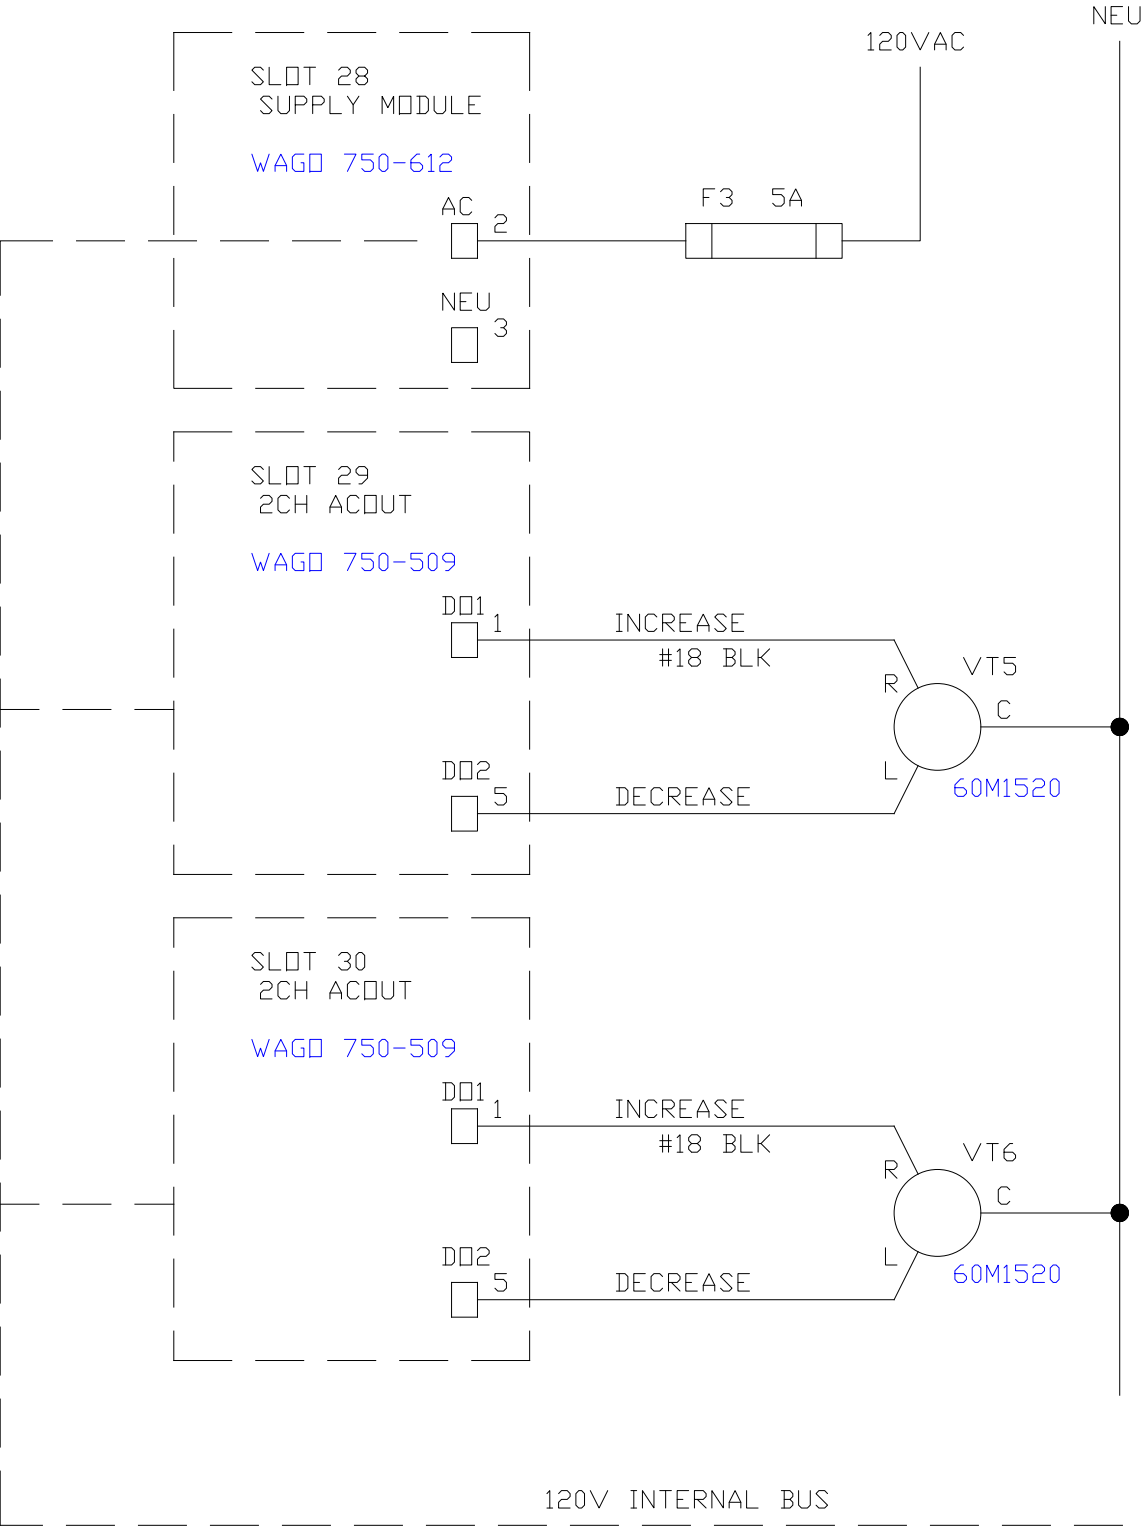 NEU
120VAC
SLOT 28
SUPPLY MODULE
WAGO 750-612
F3 5A
AC
2
NEU
3
SLOT 29
2CH ACOUT
WAGO 750-509
DO1
1
INCREASE
#18 BLK
VT5
R
C
L
DO2
5
DECREASE
60M1520
SLOT 30
2CH ACOUT
WAGO 750-509
DO1
1
INCREASE
#18 BLK
VT6
R
C
L
DO2
5
DECREASE
60M1520
120V INTERNAL BUS